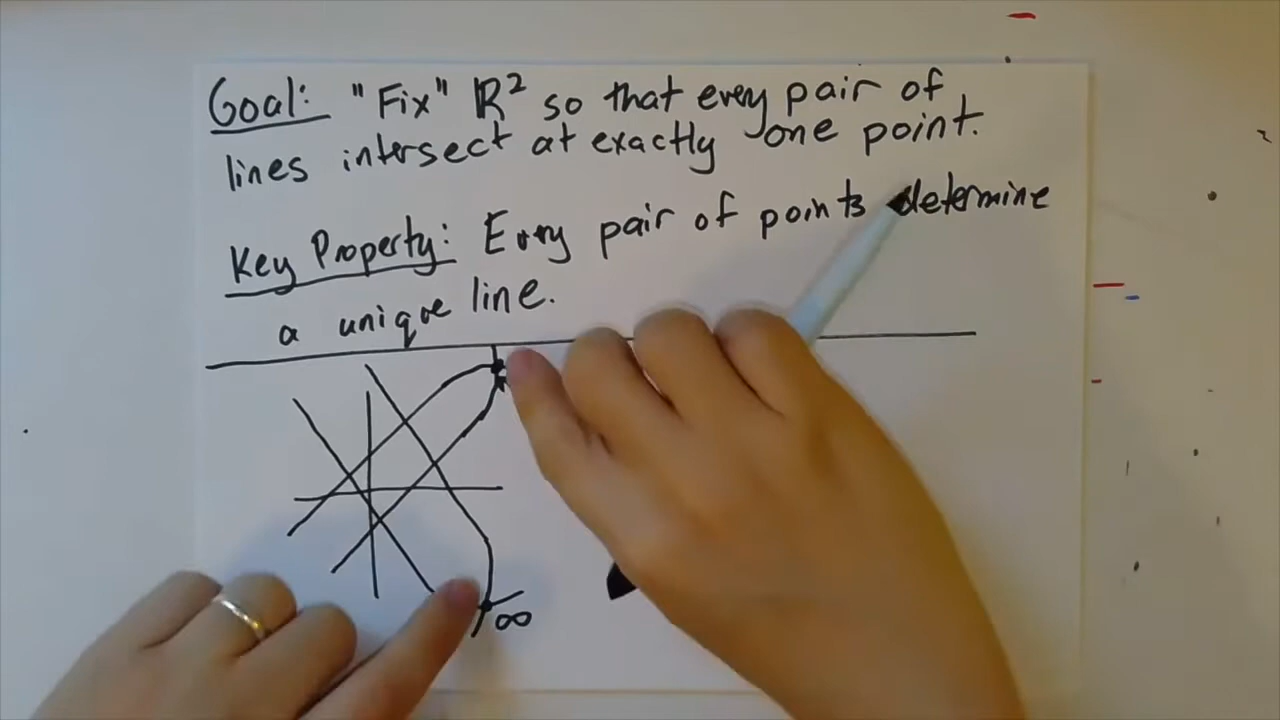 Goal: "Fix" ℝ² so that every pair of
lines intersect at exactly one point.
Key Property: Every pair of points determine
a unique line.
∞